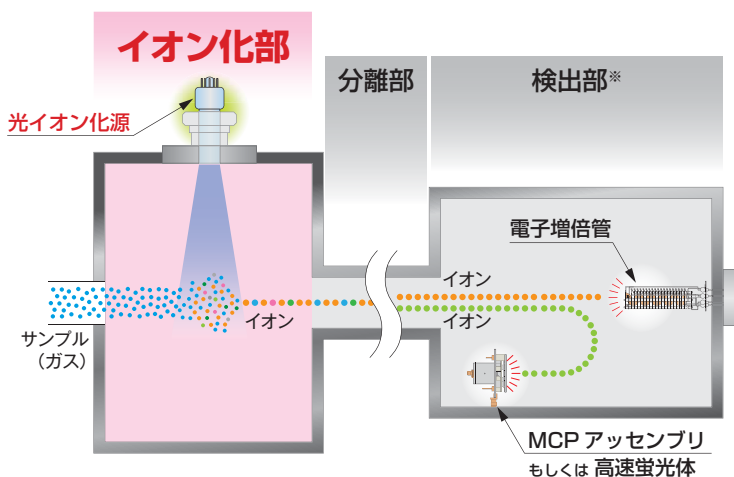 イオン化部
分離部
検出部※
光イオン化源
電子増倍管
イオン
イオン
イオン
サンプル
（ガス）
MCP アッセンブリ
もしくは 高速蛍光体